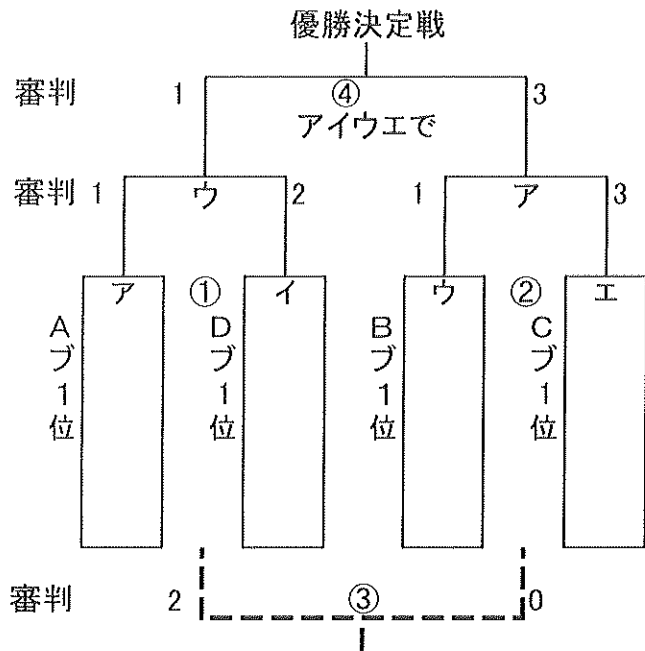 優勝決定戦
審判 1 ④ 3
アイウエで
審判 1 ウ 2 1 ア 3
ア ① イ ウ ② エ
Aブ1位 Dブ1位 Bブ1位 Cブ1位
審判 2 ③ 0